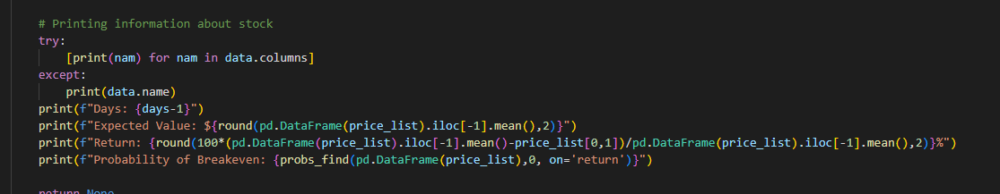 # Printing information about stock
try:
[print(nam) for nam in data.columns]
except:
print(data.name)
print(f"Days: {days-1}")
print(f"Expected Value: ${round(pd.DataFrame(price_list).iloc[-1].mean(),2)}")
print(f"Return: {round(100*(pd.DataFrame(price_list).iloc[-1].mean()-price_list[0,1])/pd.DataFrame(price_list).iloc[-1].mean(),2)}%")
print(f"Probability of Breakeven: {probs_find(pd.DataFrame(price_list),0, on='return')}")
return None